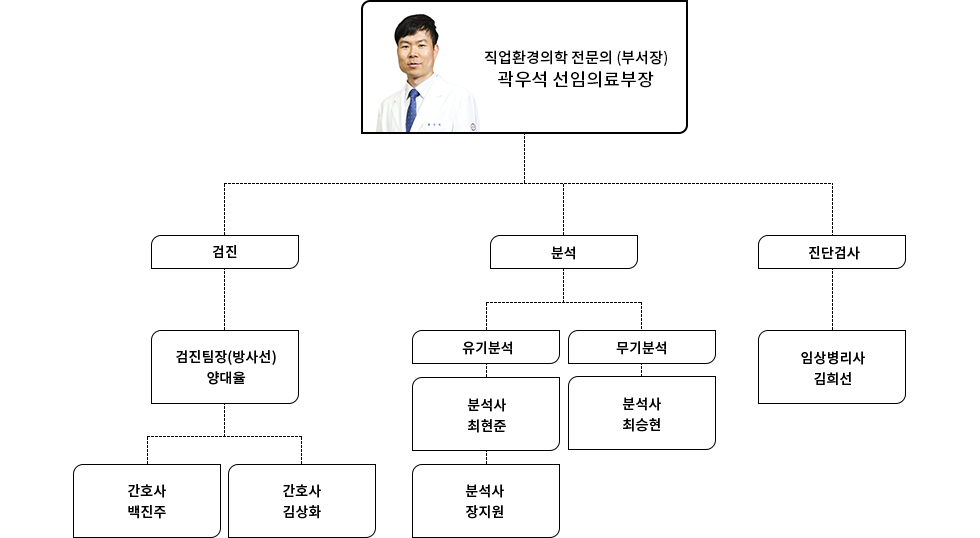 직업환경의학 전문의 (부서장)
곽우석 선임의료부장
검진
분석
진단검사
검진팀장(방사선)
양대율
유기분석
무기분석
임상병리사
김희선
분석사
최현준
분석사
최승현
간호사
백진주
간호사
김상화
분석사
장지원